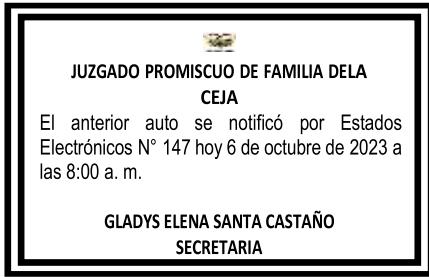 JUZGADO PROMISCUO DE FAMILIA DELA
CEJA
El anterior auto se notificó por Estados
Electrónicos N° 147 hoy 6 de octubre de 2023 a
las 8:00 a. m.
GLADYS ELENA SANTA CASTAÑO
SECRETARIA